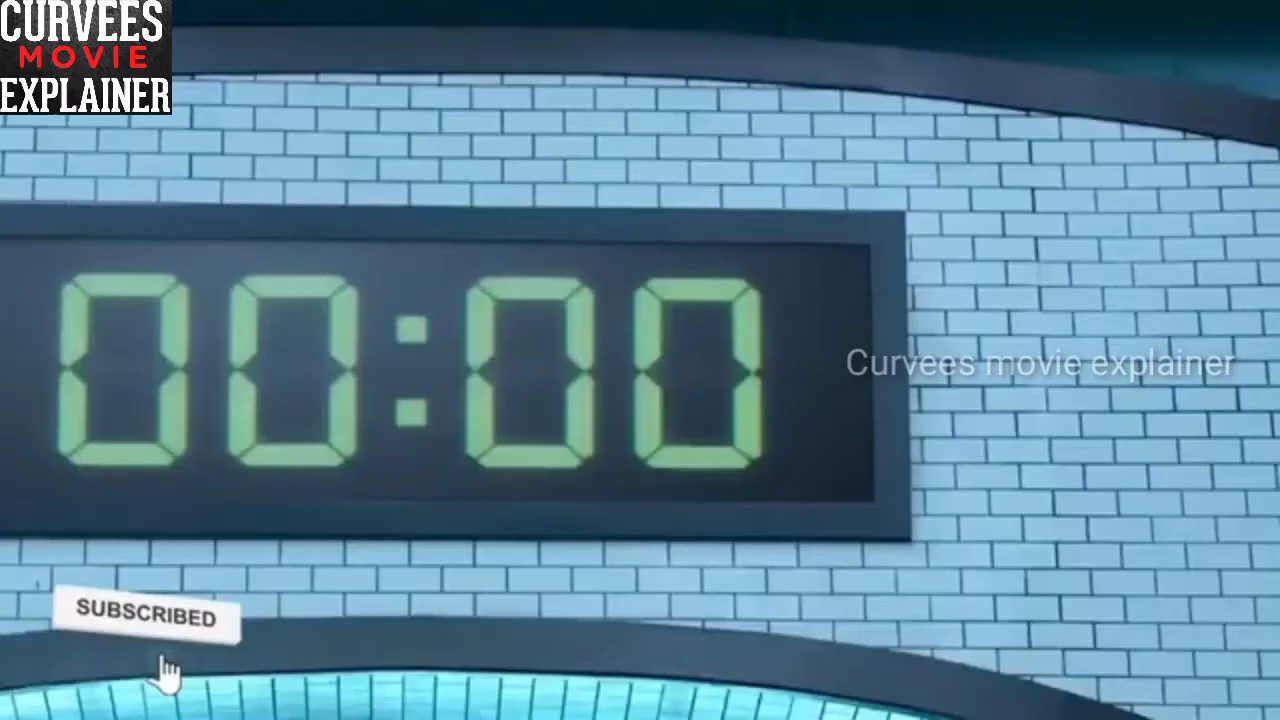 CURVEES
MOVIE
EXPLAINER
00:00
Curvees movie explainer
SUBSCRIBED